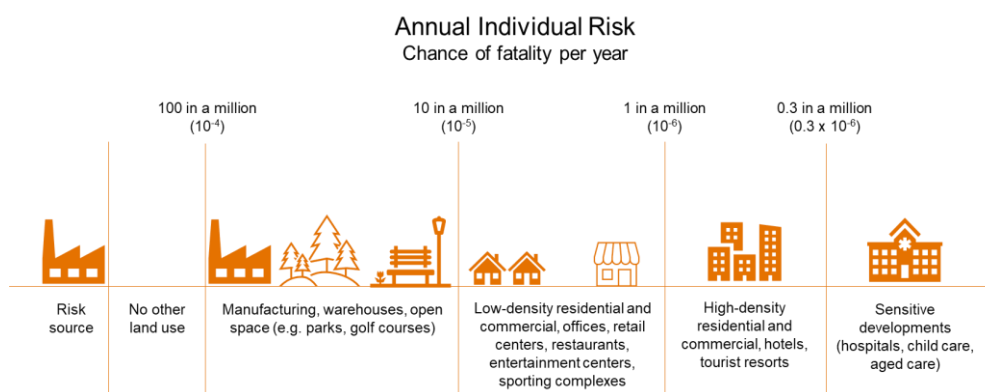 Annual Individual Risk
Chance of fatality per year
100 in a million
(10⁻⁴)
10 in a million
(10⁻⁵)
1 in a million
(10⁻⁶)
0.3 in a million
(0.3 x 10⁻⁶)
Risk
source
No other
land use
Manufacturing, warehouses, open
space (e.g. parks, golf courses)
Low-density residential and
commercial, offices, retail
centers, restaurants,
entertainment centers,
sporting complexes
High-density
residential and
commercial, hotels,
tourist resorts
Sensitive
developments
(hospitals, child care,
aged care)